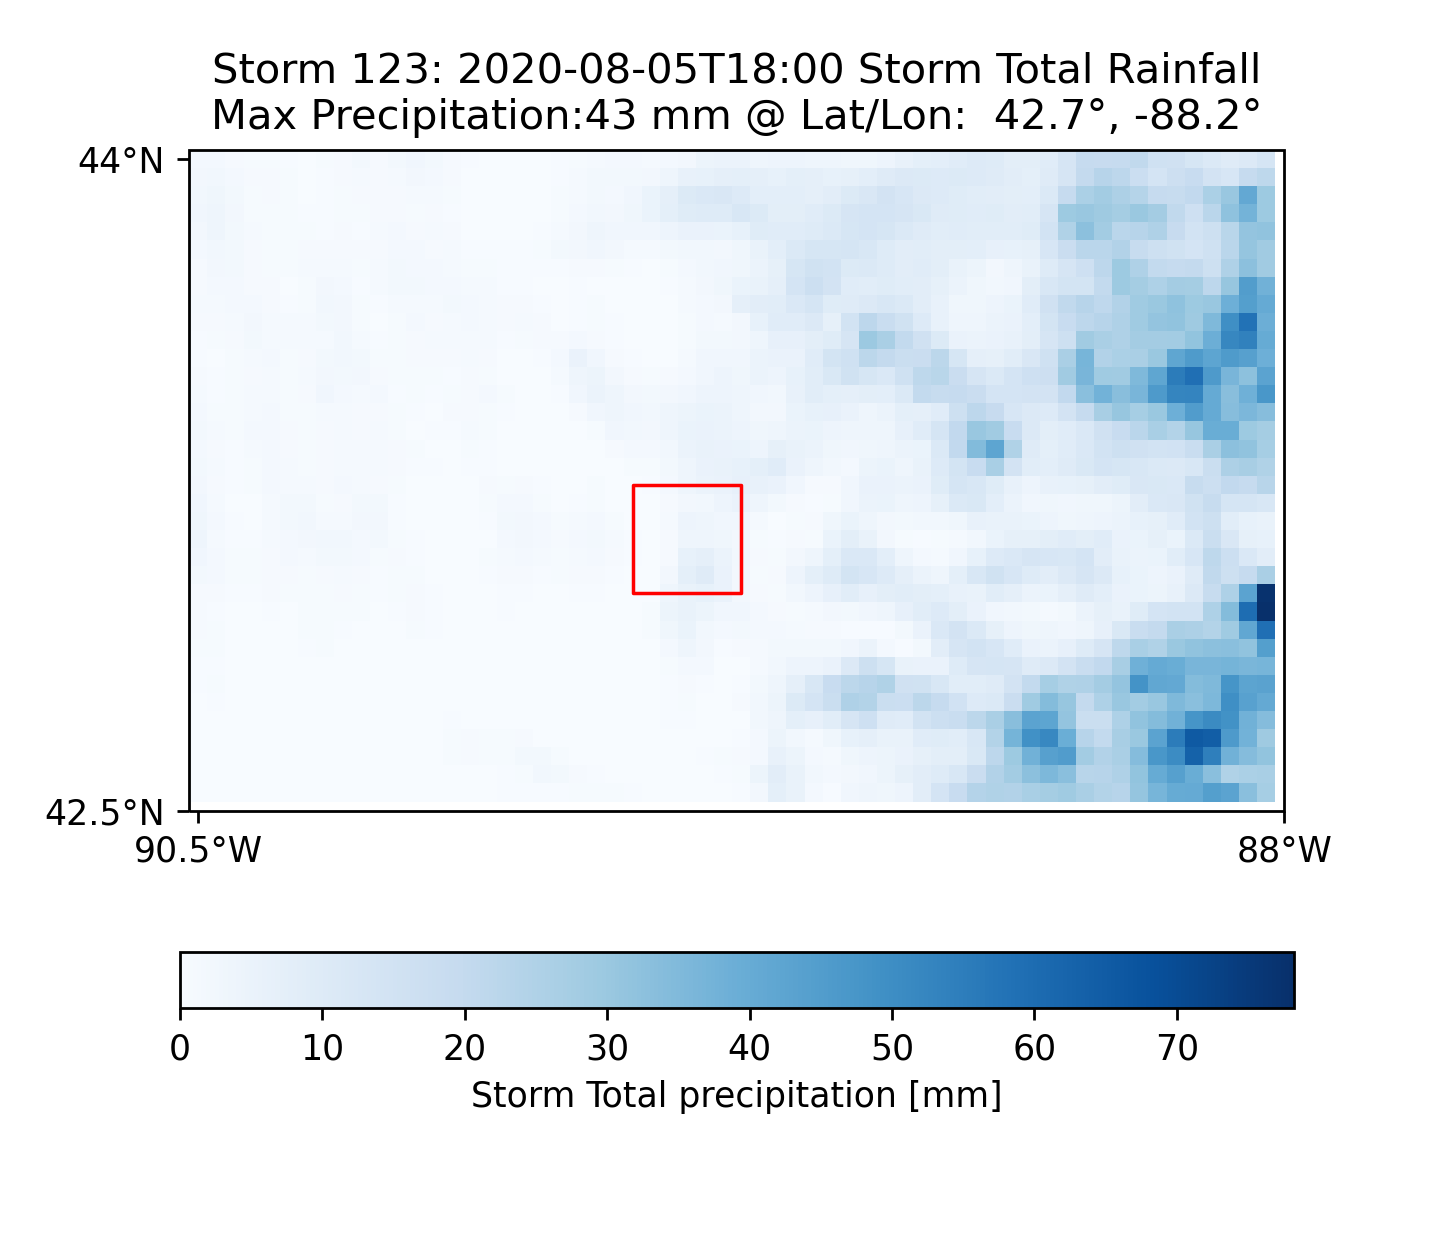 Storm 123: 2020-08-05T18:00 Storm Total Rainfall
Max Precipitation:43 mm @ Lat/Lon:  42.7°, -88.2°
44°N
42.5°N
90.5°W 88°W
0 10 20 30 40 50 60 70
Storm Total precipitation [mm]